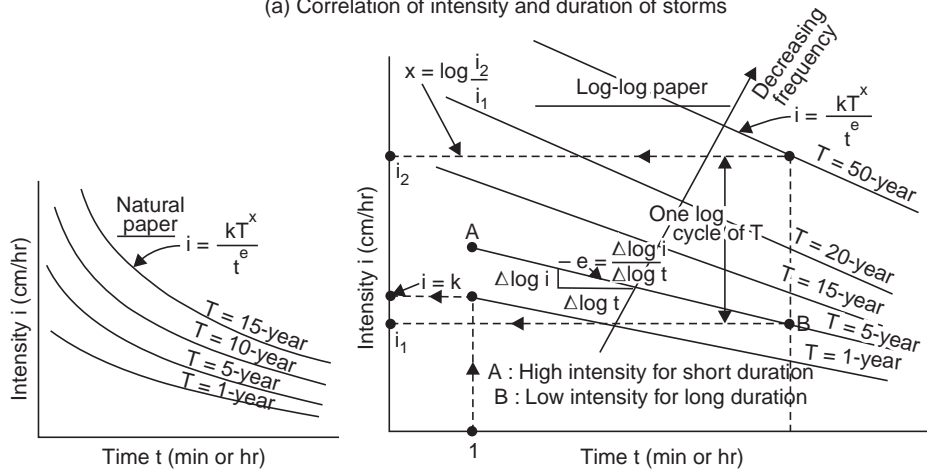 (a) Correlation of intensity and duration of storms
Intensity i (cm/hr)
Natural
paper
i = kT^x / t^e
T = 15-year
T = 10-year
T = 5-year
T = 1-year
Time t (min or hr)
Intensity i (cm/hr)
x = log i2/i1
Log-log paper
Decreasing
frequency
i = kT^x / t^e
T = 50-year
i2
One log
cycle of T
A
– e = Δlog i / Δlog t
T = 20-year
Δlog i
Δlog t
T = 15-year
i = k
i1
B
T = 5-year
T = 1-year
A : High intensity for short duration
B : Low intensity for long duration
1
Time t (min or hr)